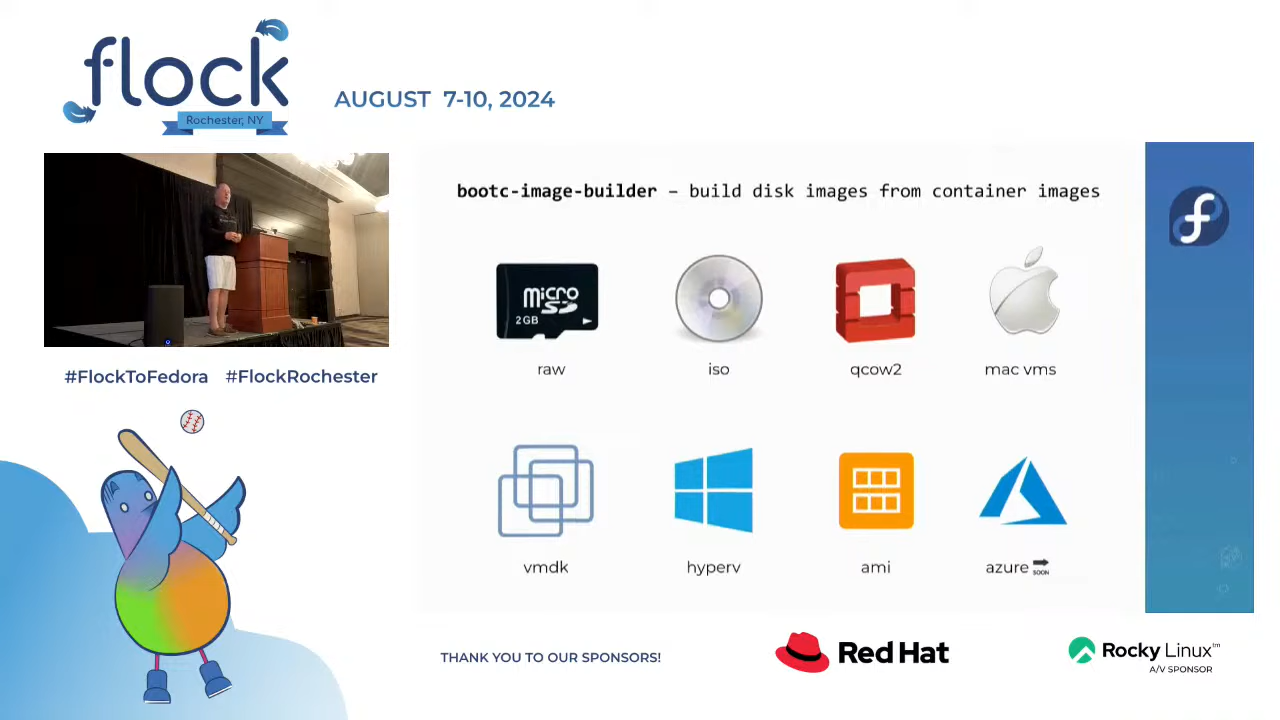 flock
Rochester, NY
AUGUST 7-10, 2024
bootc-image-builder – build disk images from container images
Micro
SD
2GB
raw
iso
qcow2
mac vms
#FlockToFedora #FlockRochester
vmdk
hyperv
ami
azure
SOON
THANK YOU TO OUR SPONSORS!
Red Hat
Rocky Linux™
A/V SPONSOR